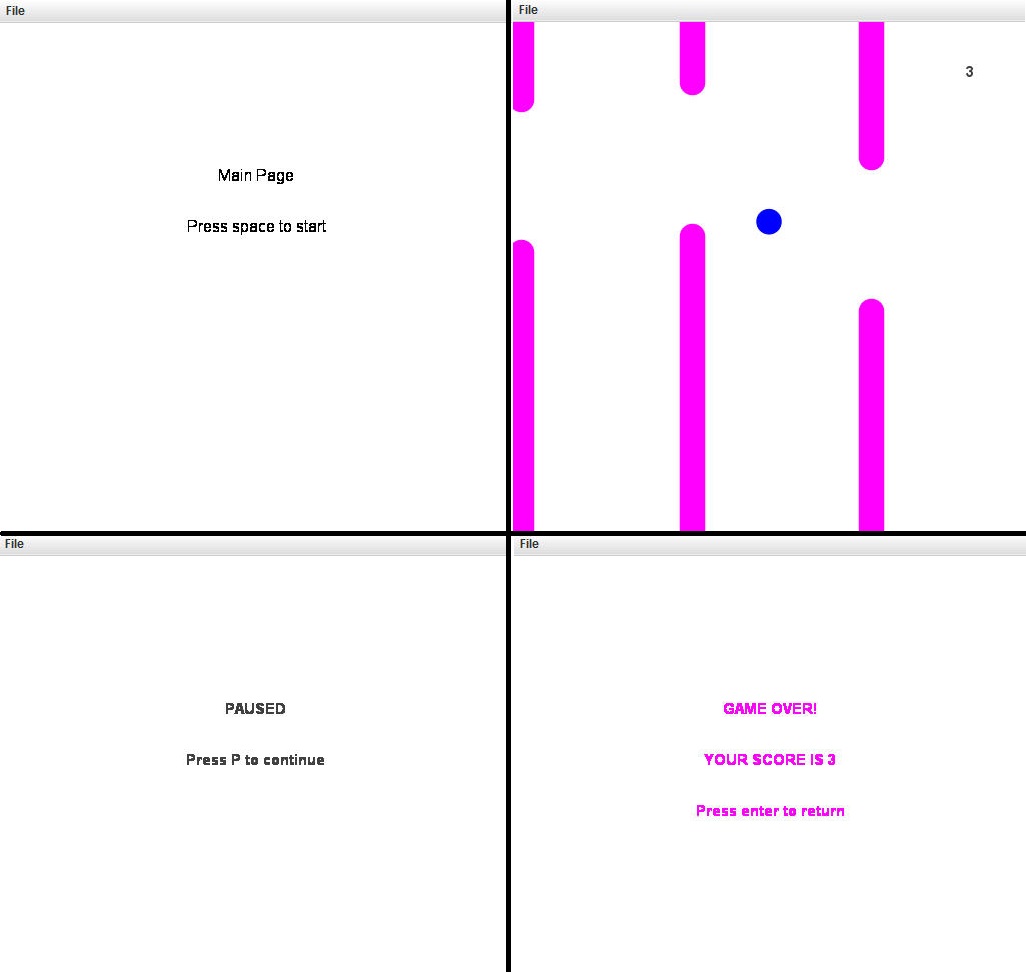 File
Main Page
Press space to start
File
3
File
PAUSED
Press P to continue
File
GAME OVER!
YOUR SCORE IS 3
Press enter to return